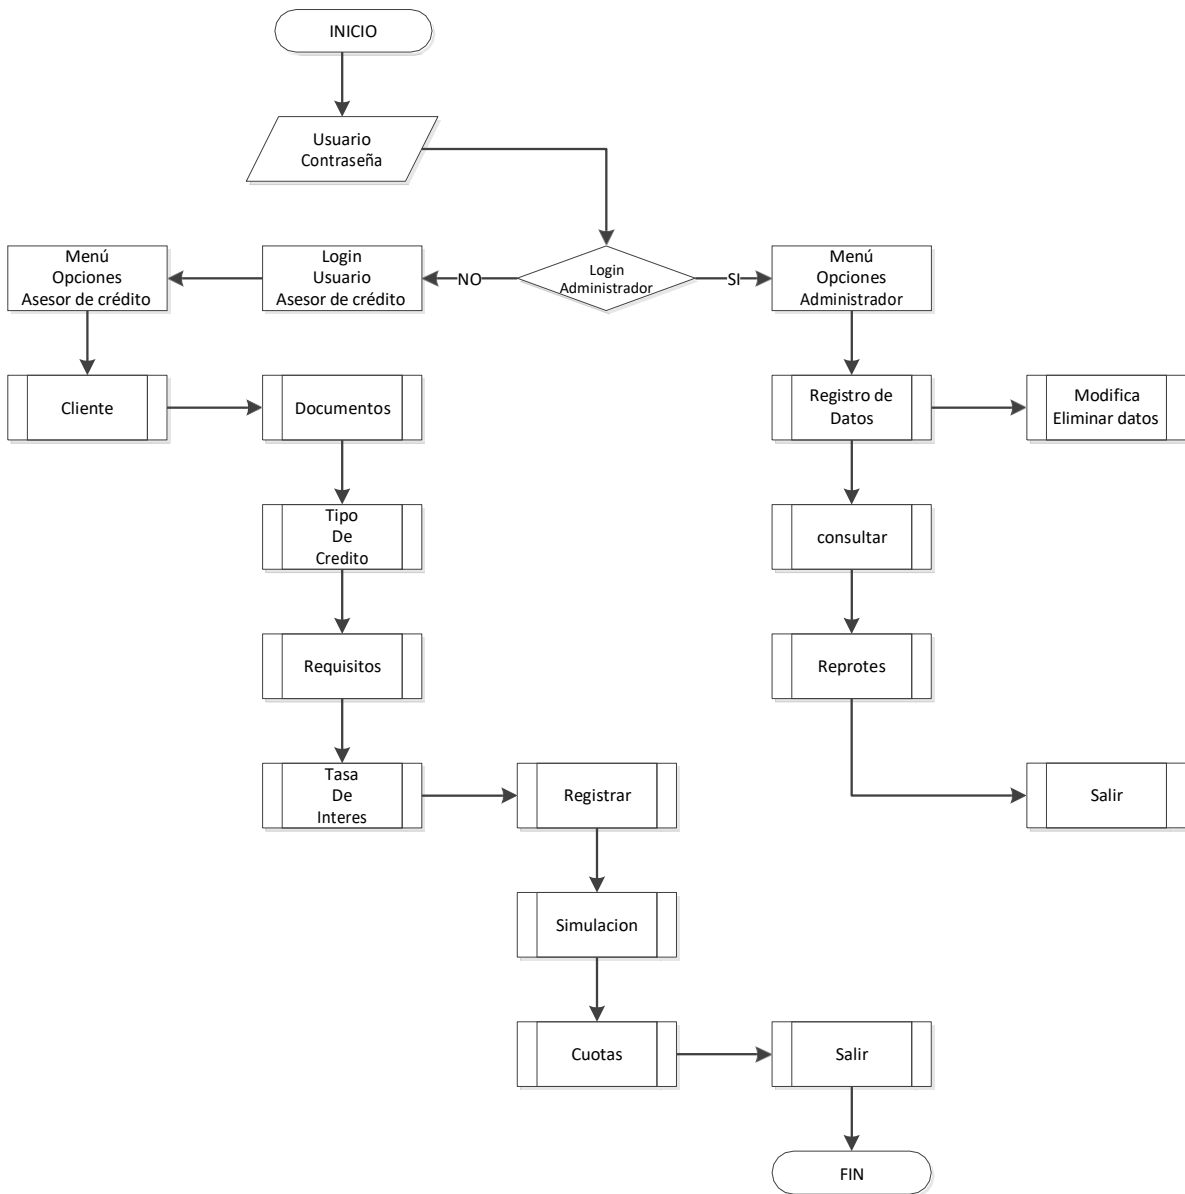 INICIO
Usuario
Contraseña
Menú
Opciones
Asesor de crédito
Login
Usuario
Asesor de crédito
NO
Login
Administrador
SI
Menú
Opciones
Administrador
Cliente
Documentos
Registro de
Datos
Modifica
Eliminar datos
Tipo
De
Credito
consultar
Requisitos
Reprotes
Tasa
De
Interes
Registrar
Salir
Simulacion
Cuotas
Salir
FIN